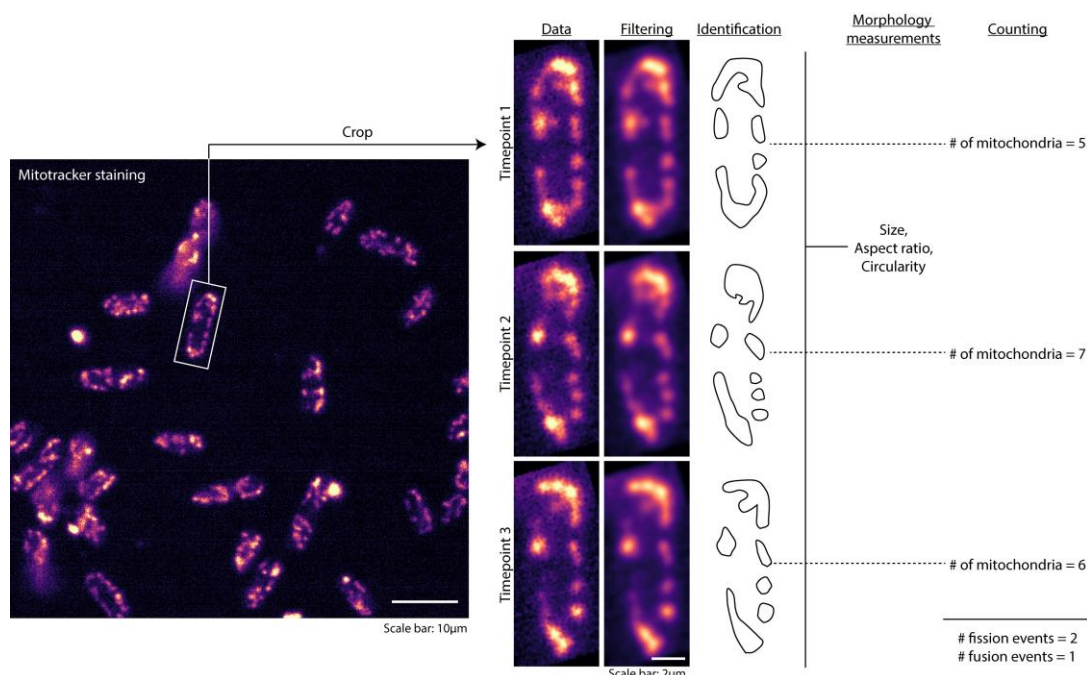 Data
Filtering
Identification
Morphology
measurements
Counting
Crop
Mitotracker staining
Timepoint 1
# of mitochondria = 5
Size,
Aspect ratio,
Circularity
Timepoint 2
# of mitochondria = 7
Timepoint 3
# of mitochondria = 6
Scale bar: 10µm
# fission events = 2
# fusion events = 1
Scale bar: 2µm